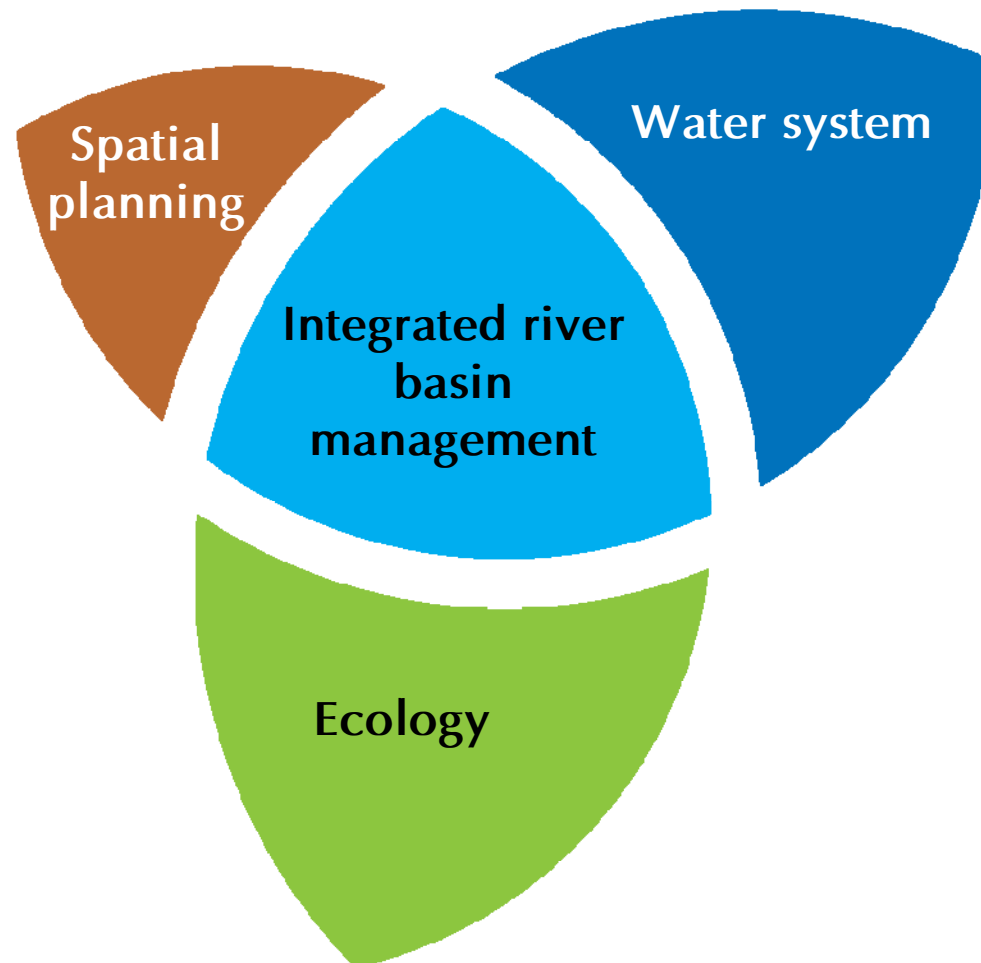 Spatial
planning
Water system
Integrated river
basin
management
Ecology